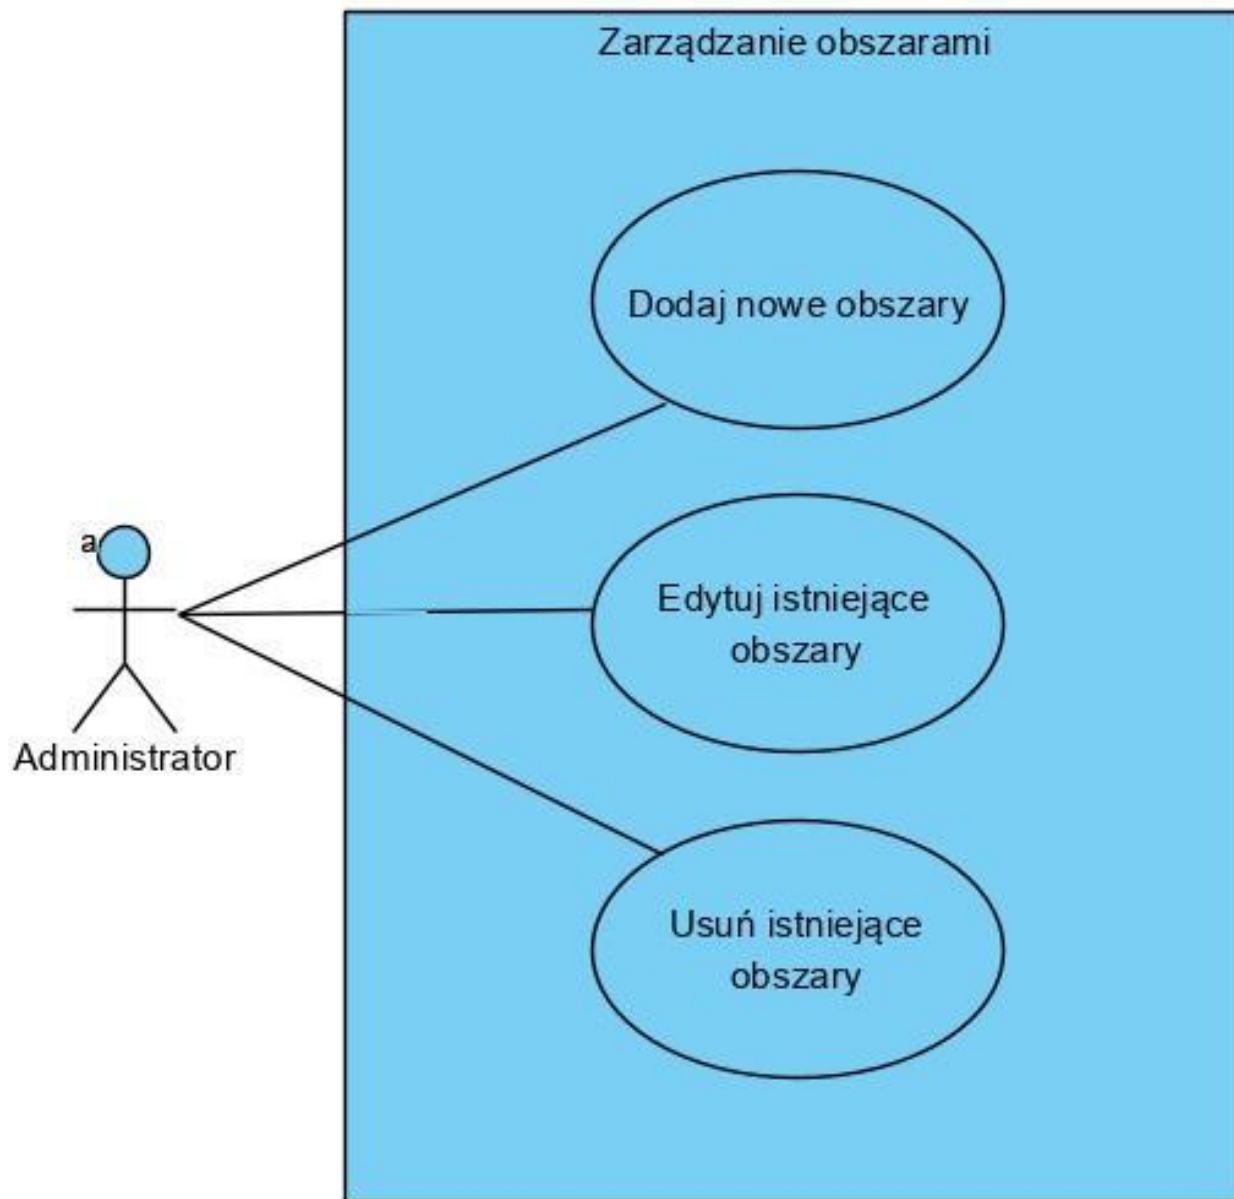 Zarządzanie obszarami
Dodaj nowe obszary
a
Edytuj istniejące
obszary
Administrator
Usuń istniejące
obszary